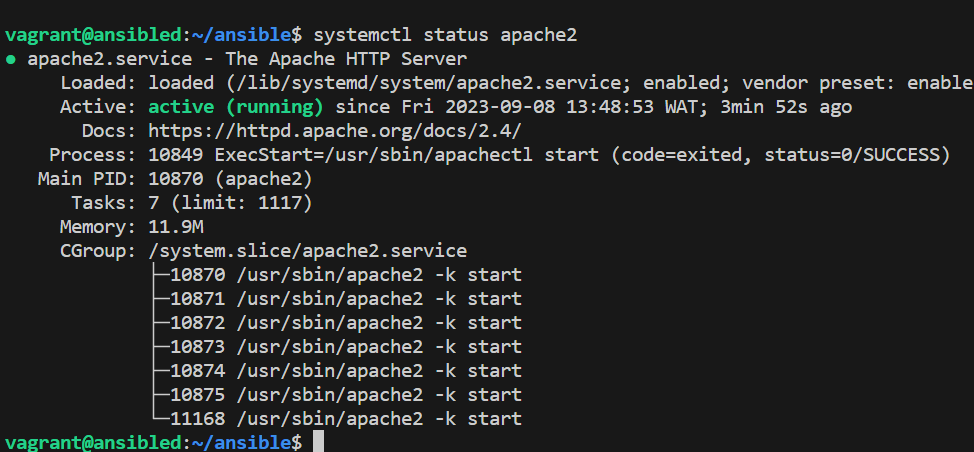 vagrant@ansibled:~/ansible$ systemctl status apache2
● apache2.service - The Apache HTTP Server
     Loaded: loaded (/lib/systemd/system/apache2.service; enabled; vendor preset: enable
     Active: active (running) since Fri 2023-09-08 13:48:53 WAT; 3min 52s ago
       Docs: https://httpd.apache.org/docs/2.4/
    Process: 10849 ExecStart=/usr/sbin/apachectl start (code=exited, status=0/SUCCESS)
   Main PID: 10870 (apache2)
      Tasks: 7 (limit: 1117)
     Memory: 11.9M
     CGroup: /system.slice/apache2.service
             ├─10870 /usr/sbin/apache2 -k start
             ├─10871 /usr/sbin/apache2 -k start
             ├─10872 /usr/sbin/apache2 -k start
             ├─10873 /usr/sbin/apache2 -k start
             ├─10874 /usr/sbin/apache2 -k start
             ├─10875 /usr/sbin/apache2 -k start
             └─11168 /usr/sbin/apache2 -k start
vagrant@ansibled:~/ansible$